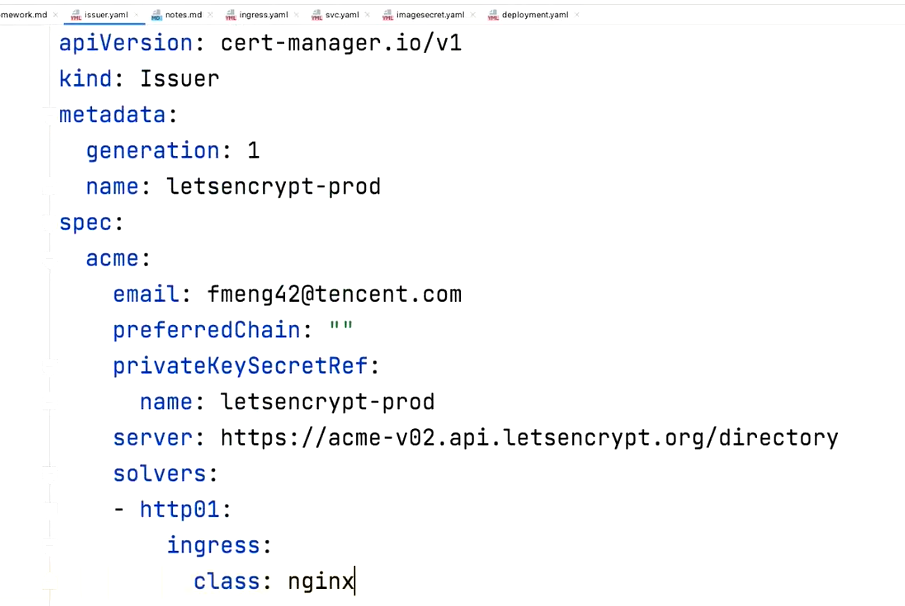 mework.md × issuer.yaml × notes.md × ingress.yaml × svc.yaml × imagesecret.yaml × deployment.yaml ×
apiVersion: cert-manager.io/v1
kind: Issuer
metadata:
  generation: 1
  name: letsencrypt-prod
spec:
  acme:
    email: fmeng42@tencent.com
    preferredChain: ""
    privateKeySecretRef:
      name: letsencrypt-prod
    server: https://acme-v02.api.letsencrypt.org/directory
    solvers:
    - http01:
        ingress:
          class: nginx